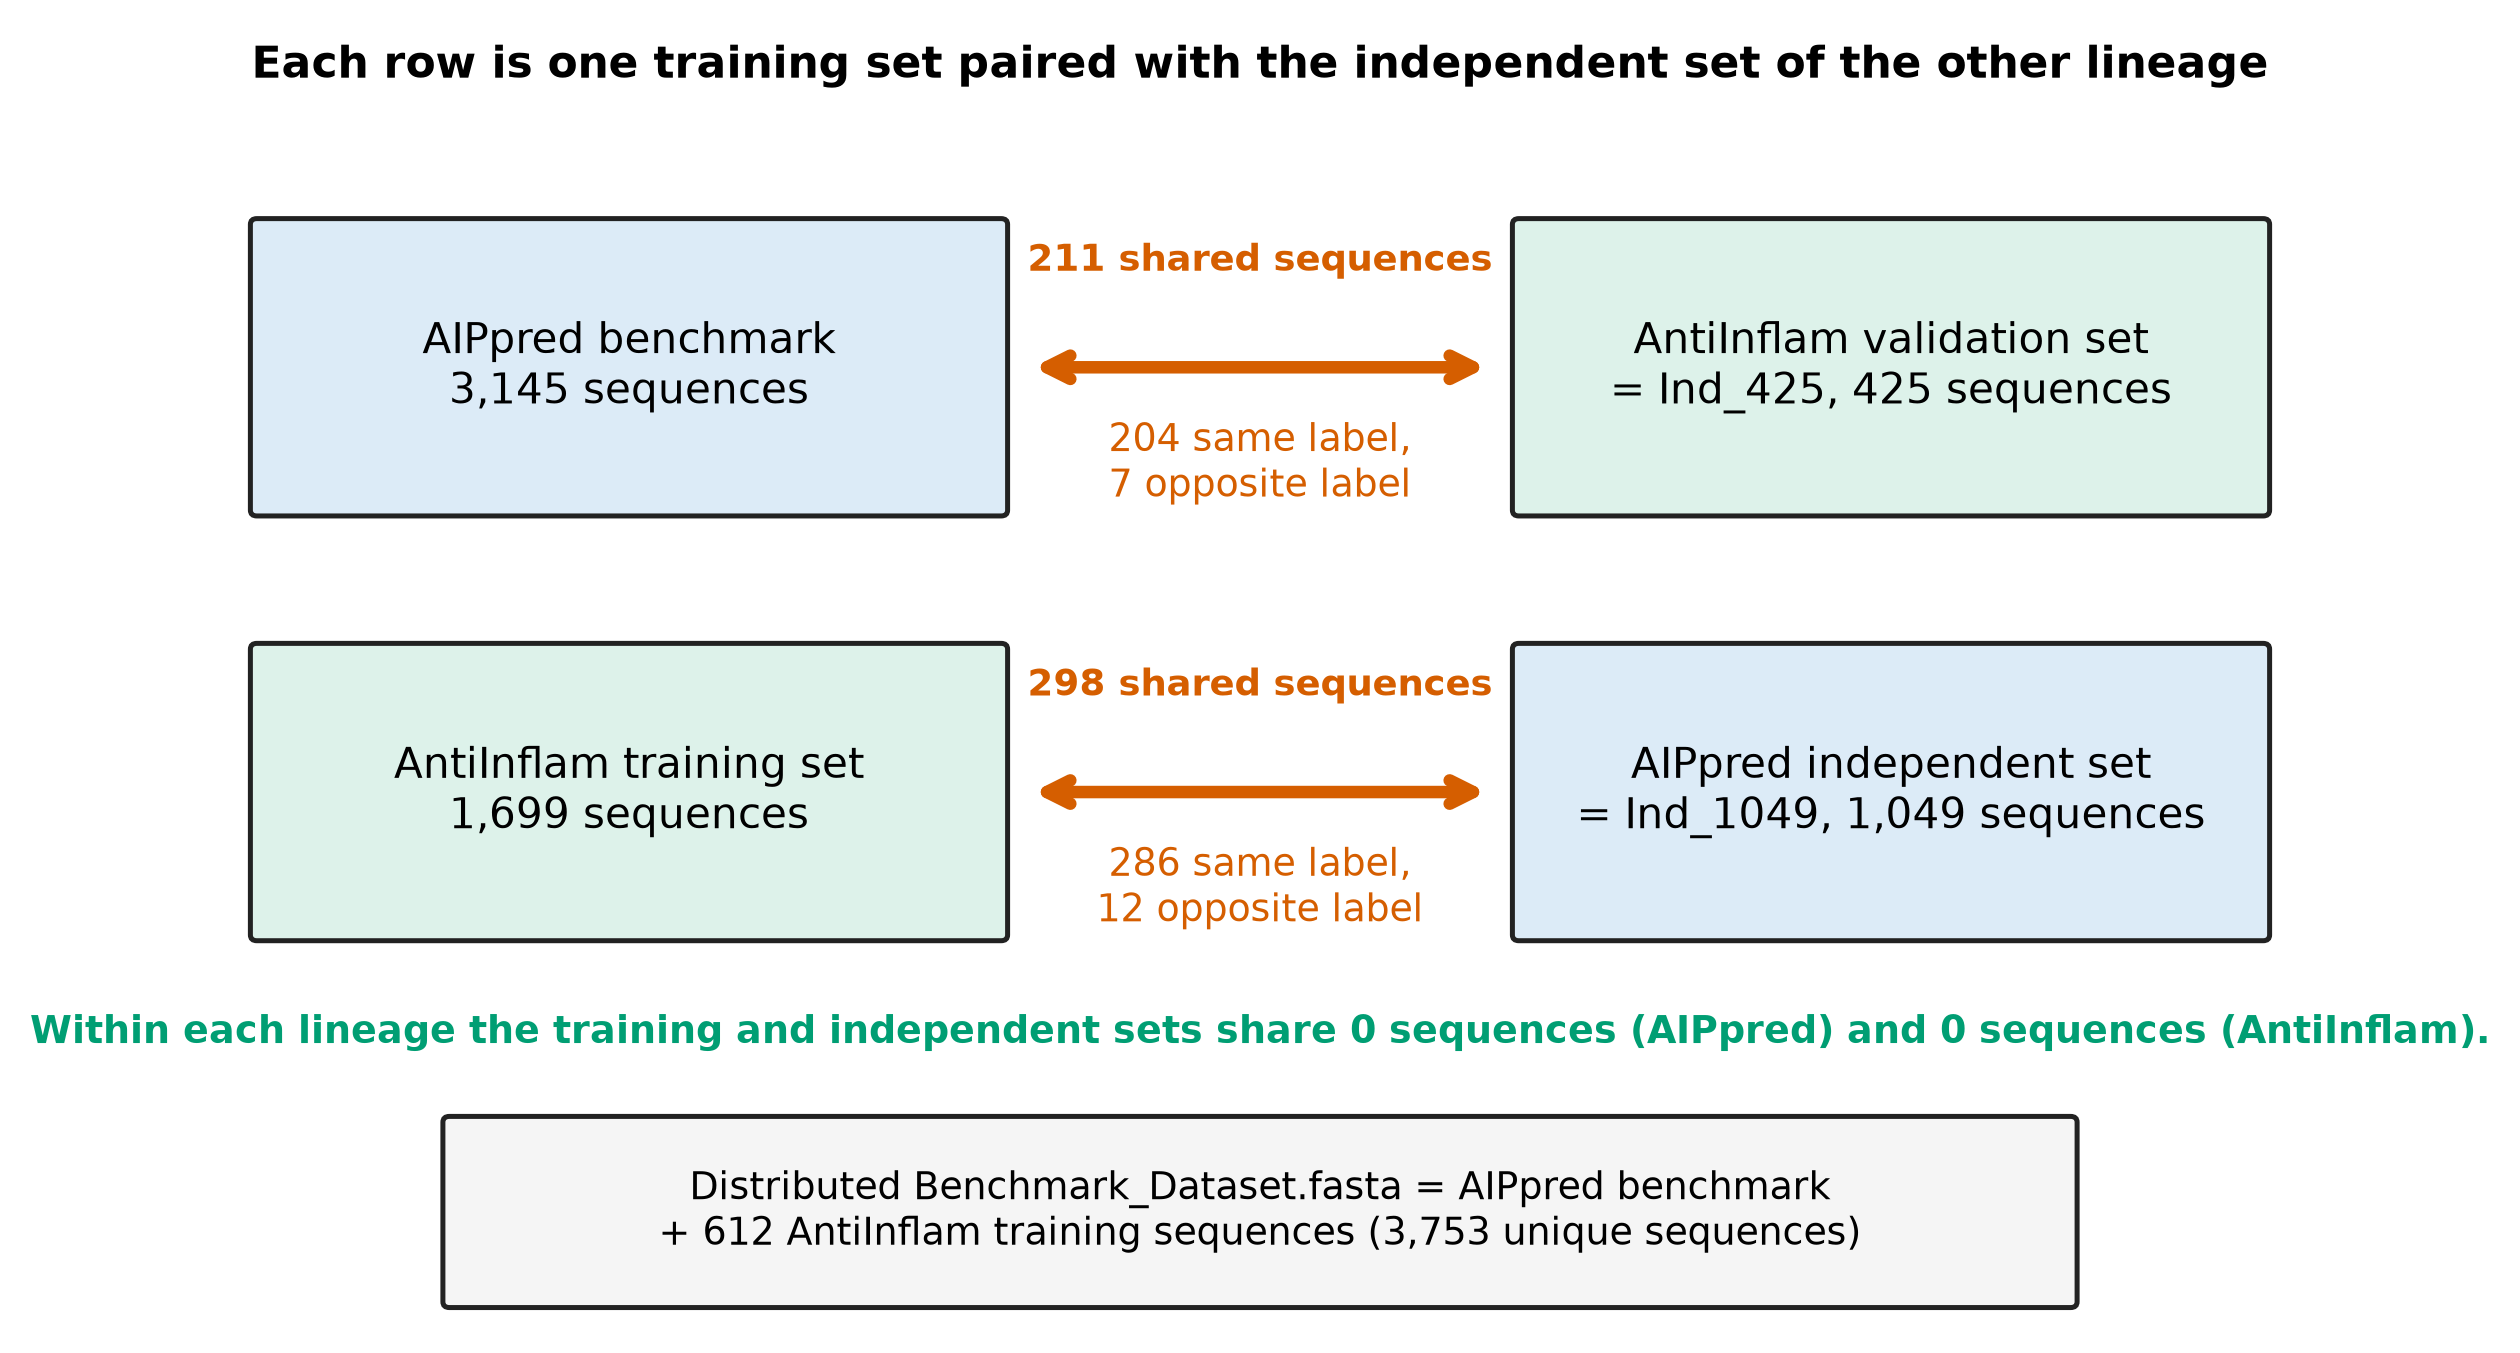 Each row is one training set paired with the independent set of the other lineage
211 shared sequences
AIPpred benchmark
3,145 sequences
AntiInflam validation set
= Ind_425, 425 sequences
204 same label,
7 opposite label
298 shared sequences
AntiInflam training set
1,699 sequences
AIPpred independent set
= Ind_1049, 1,049 sequences
286 same label,
12 opposite label
Within each lineage the training and independent sets share 0 sequences (AIPpred) and 0 sequences (AntiInflam).
Distributed Benchmark_Dataset.fasta = AIPpred benchmark
+ 612 AntiInflam training sequences (3,753 unique sequences)